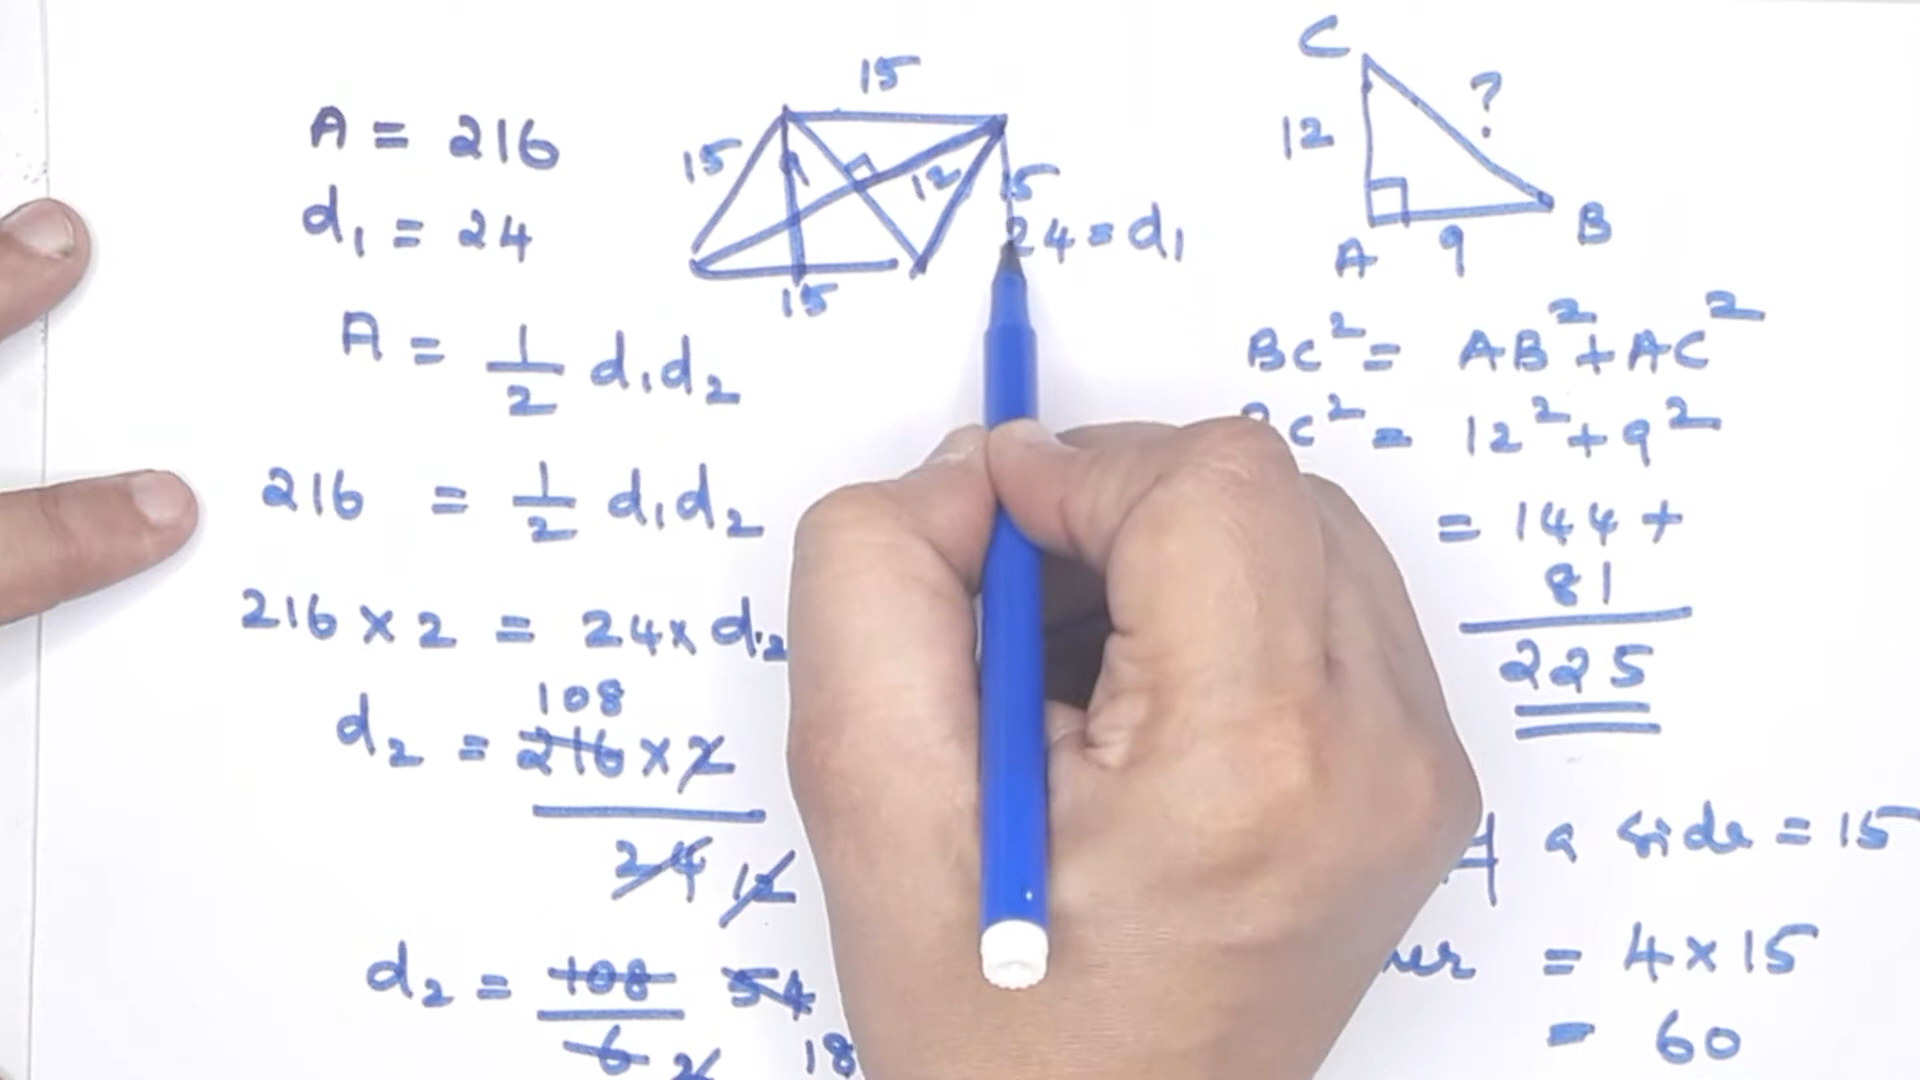 A = 216
d₁ = 24
A = 1/2 d₁d₂
216 = 1/2 d₁d₂
216 × 2 = 24 × d₂
108
d₂ = 216 × 2
24 12
d₂ = 108 54
6 2 18
15
15
12
15
24 = d₁
15
C
?
12
A 9 B
BC² = AB² + AC²
C² = 12² + 9²
= 144 +
81
225
a side = 15
= 4 × 15
= 60